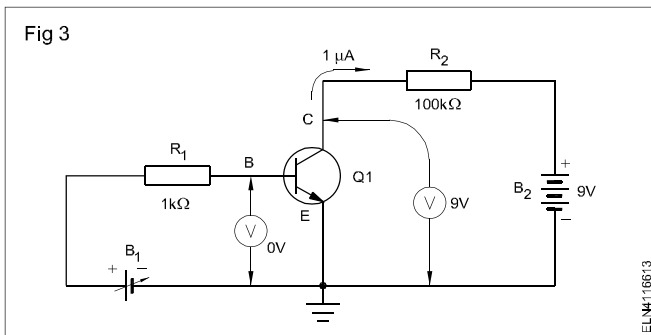 Fig 3
1 µA
R2
100kΩ
C
R1
B
1kΩ
Q1
E
V
0V
V
9V
B2
+
9V
–
B1
+
–
ELN4116613